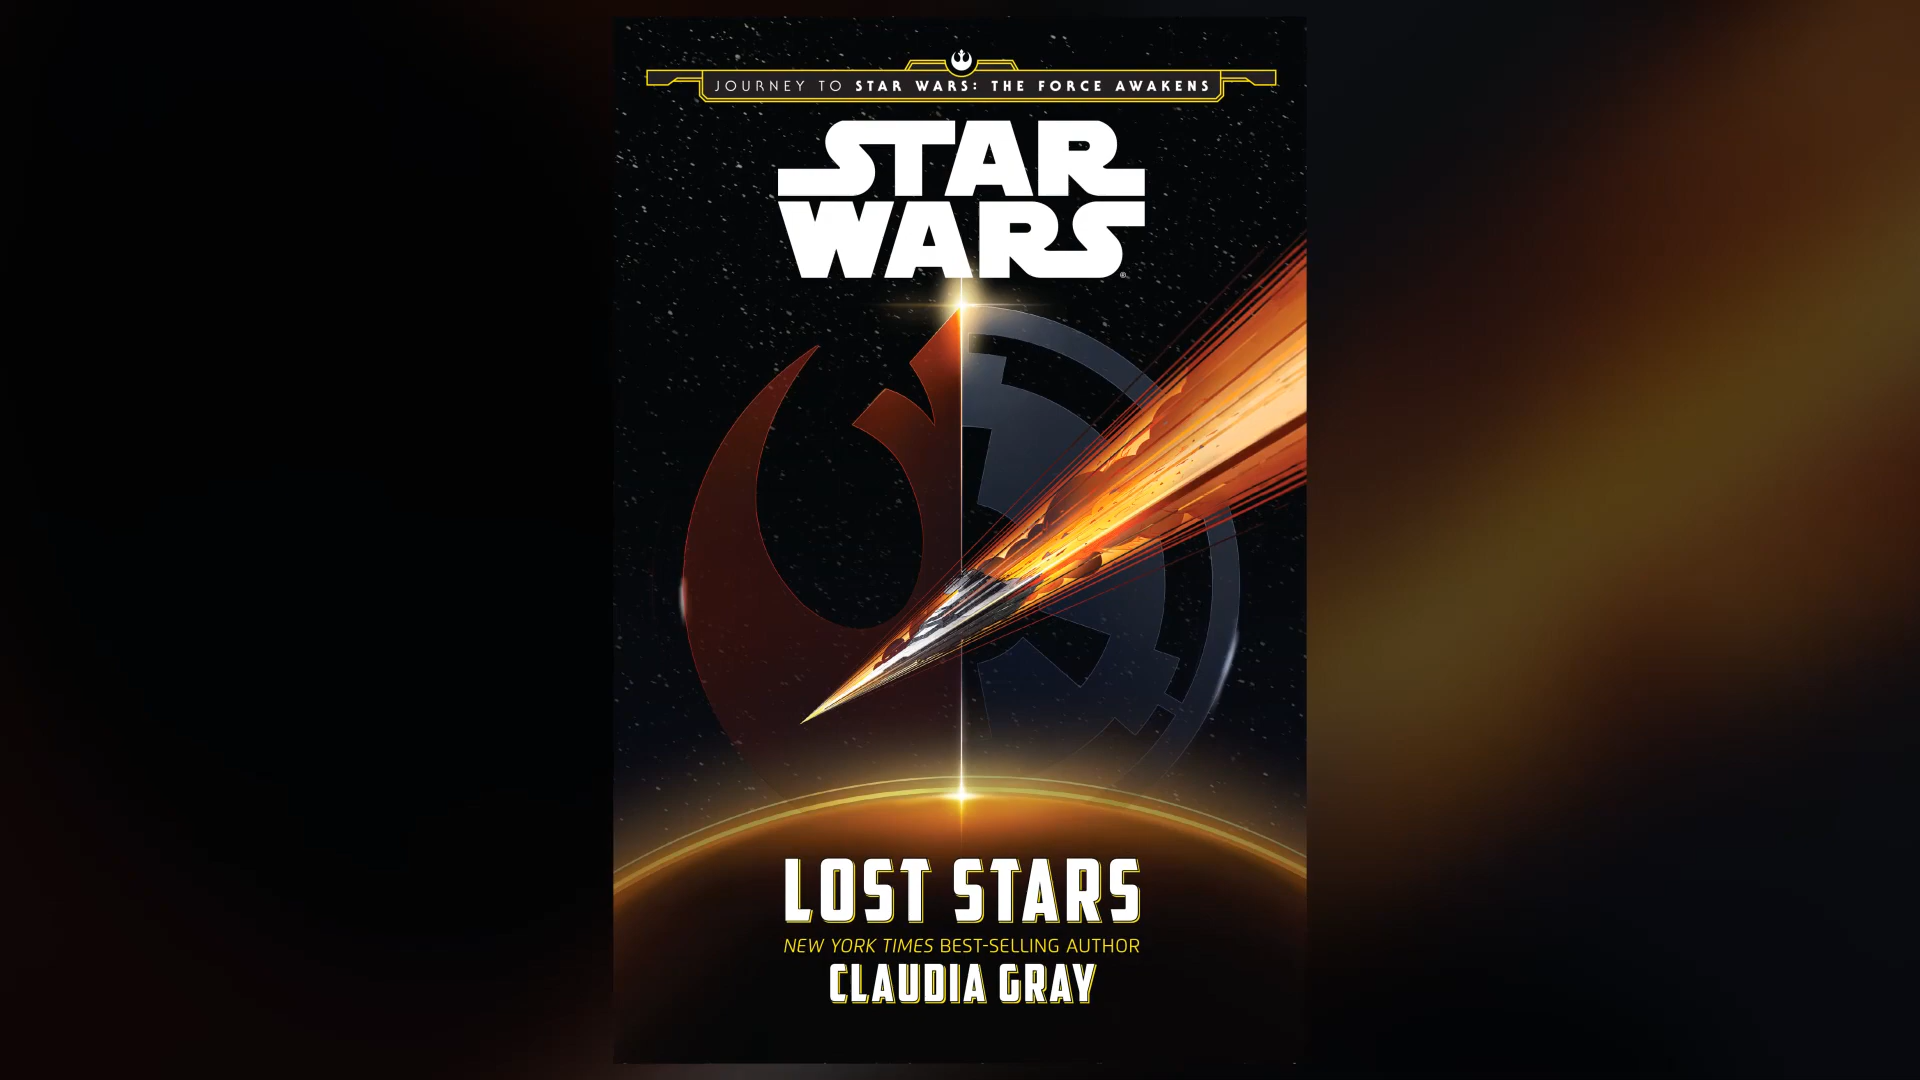 JOURNEY TO STAR WARS: THE FORCE AWAKENS
STAR
WARS®
LOST STARS
NEW YORK TIMES BEST-SELLING AUTHOR
CLAUDIA GRAY